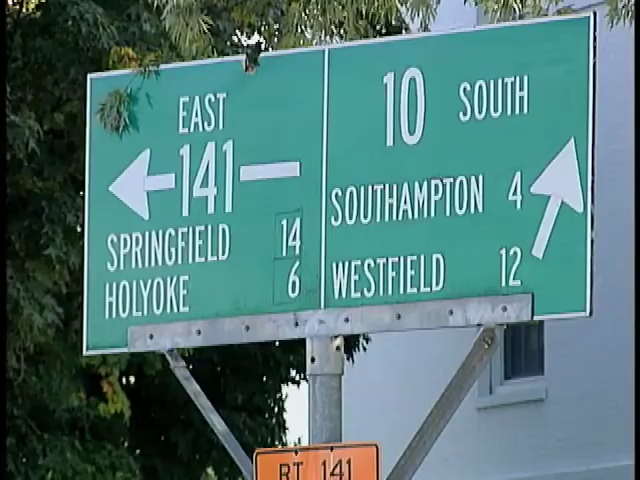 EAST
141
SPRINGFIELD 14
HOLYOKE 6
10 SOUTH
SOUTHAMPTON 4
WESTFIELD 12
RT 141